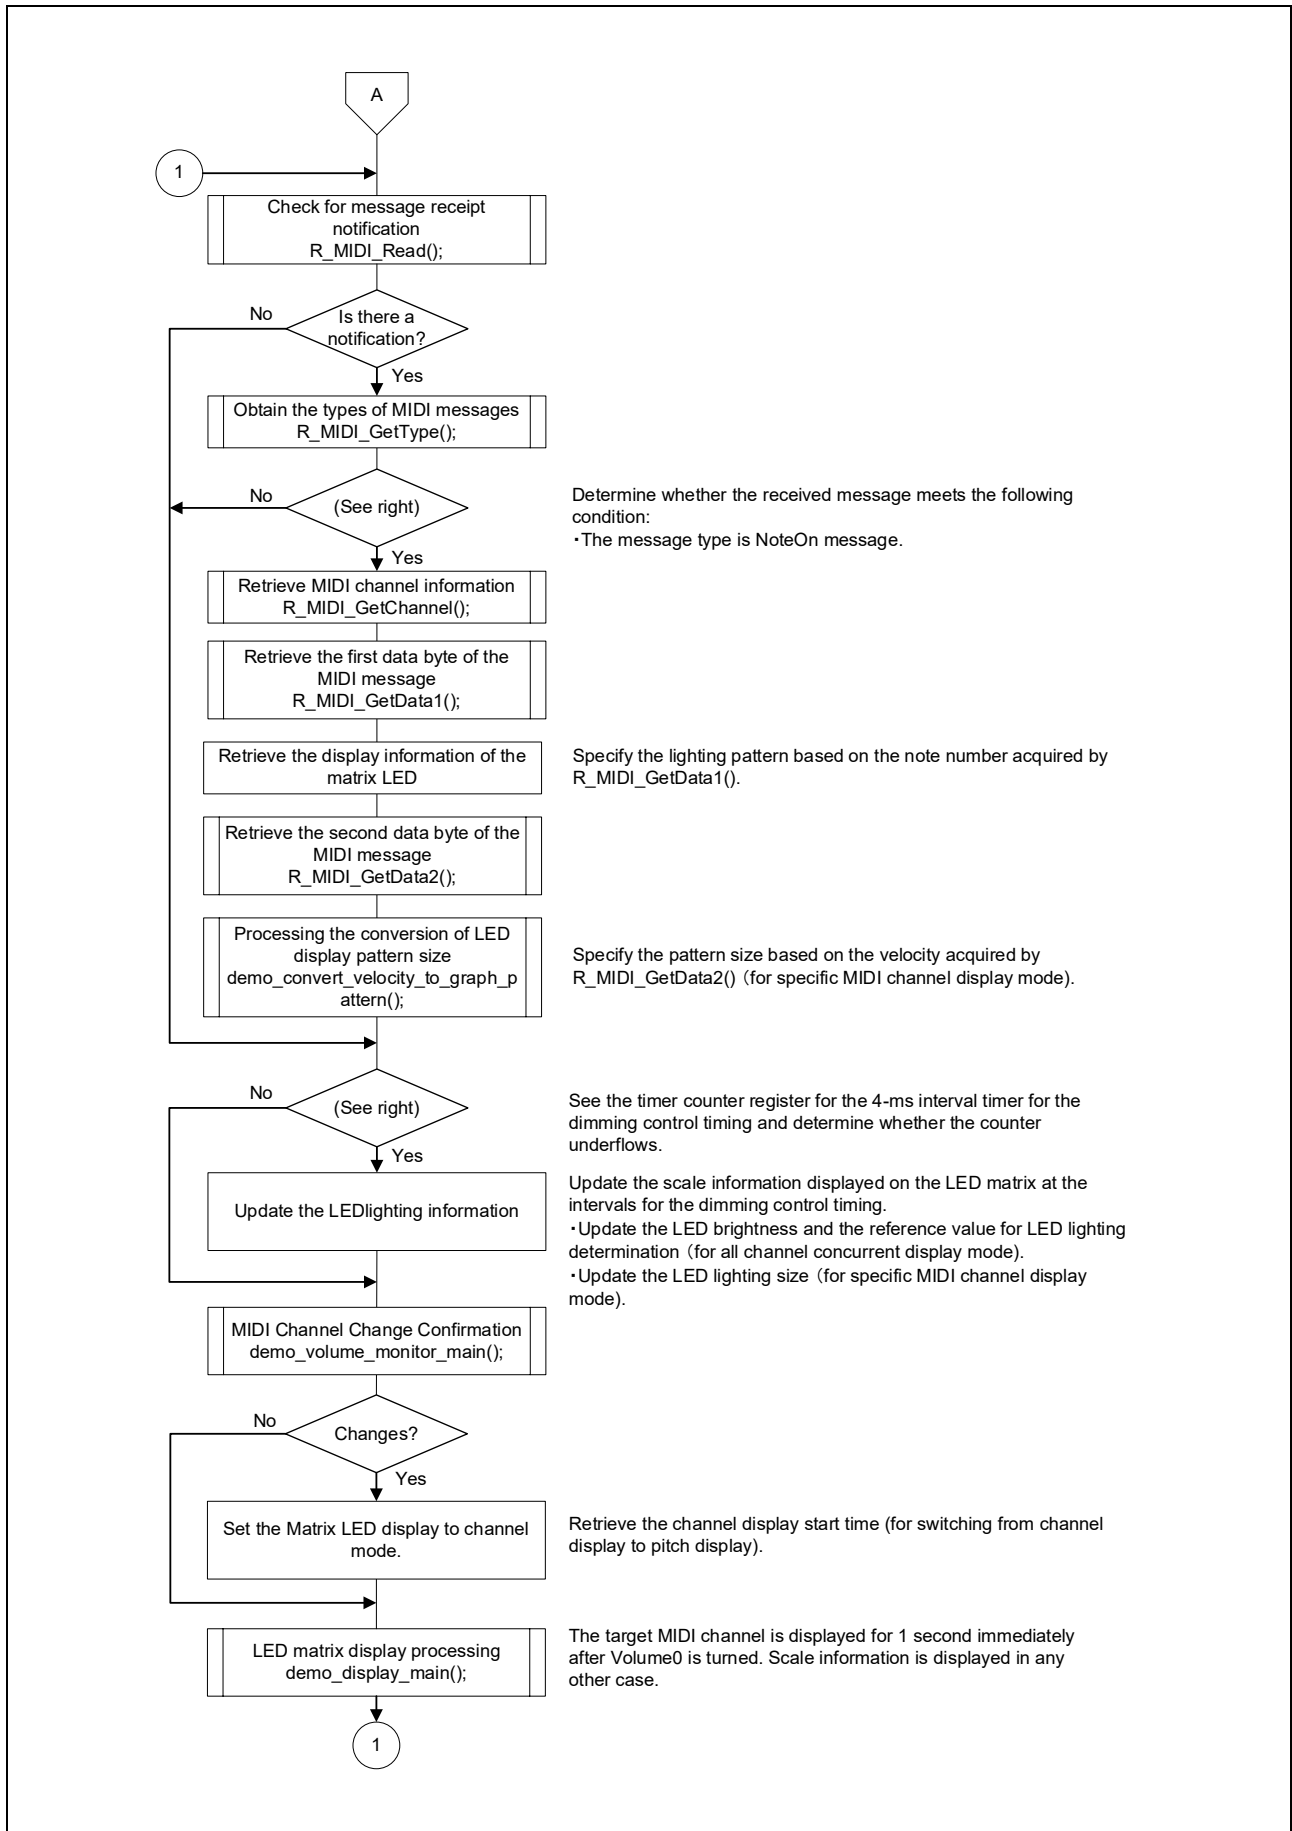 A
1
Check for message receipt
notification
R_MIDI_Read();
No
Is there a
notification?
Yes
Obtain the types of MIDI messages
R_MIDI_GetType();
No
(See right)
Determine whether the received message meets the following
condition:
・The message type is NoteOn message.
Yes
Retrieve MIDI channel information
R_MIDI_GetChannel();
Retrieve the first data byte of the
MIDI message
R_MIDI_GetData1();
Retrieve the display information of the
matrix LED
Specify the lighting pattern based on the note number acquired by
R_MIDI_GetData1().
Retrieve the second data byte of the
MIDI message
R_MIDI_GetData2();
Processing the conversion of LED
display pattern size
demo_convert_velocity_to_graph_p
attern();
Specify the pattern size based on the velocity acquired by
R_MIDI_GetData2() (for specific MIDI channel display mode).
No
(See right)
See the timer counter register for the 4-ms interval timer for the
dimming control timing and determine whether the counter
underflows.
Yes
Update the LEDlighting information
Update the scale information displayed on the LED matrix at the
intervals for the dimming control timing.
・Update the LED brightness and the reference value for LED lighting
determination (for all channel concurrent display mode).
・Update the LED lighting size (for specific MIDI channel display
mode).
MIDI Channel Change Confirmation
demo_volume_monitor_main();
No
Changes?
Yes
Set the Matrix LED display to channel
mode.
Retrieve the channel display start time (for switching from channel
display to pitch display).
LED matrix display processing
demo_display_main();
The target MIDI channel is displayed for 1 second immediately
after Volume0 is turned. Scale information is displayed in any
other case.
1